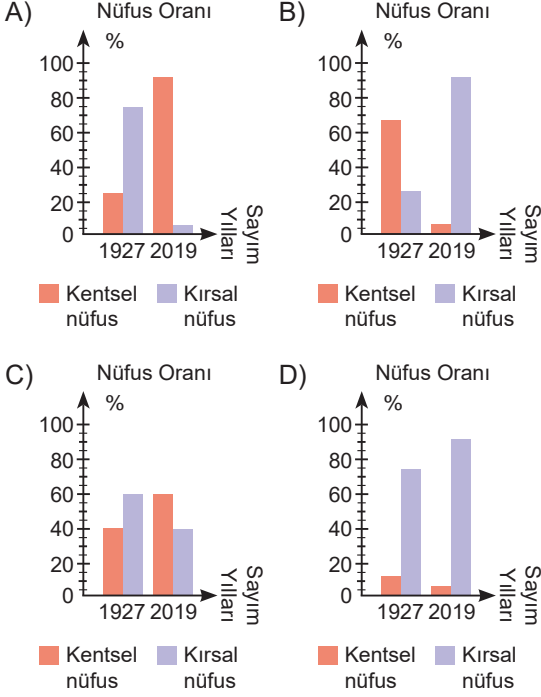 A)
Nüfus Oranı
%
100
80
60
40
20
0
1927 2019
Sayım
Yılları
Kentsel nüfus
Kırsal nüfus
B)
Nüfus Oranı
%
100
80
60
40
20
0
1927 2019
Sayım
Yılları
Kentsel nüfus
Kırsal nüfus
C)
Nüfus Oranı
%
100
80
60
40
20
0
1927 2019
Sayım
Yılları
Kentsel nüfus
Kırsal nüfus
D)
Nüfus Oranı
%
100
80
60
40
20
0
1927 2019
Sayım
Yılları
Kentsel nüfus
Kırsal nüfus